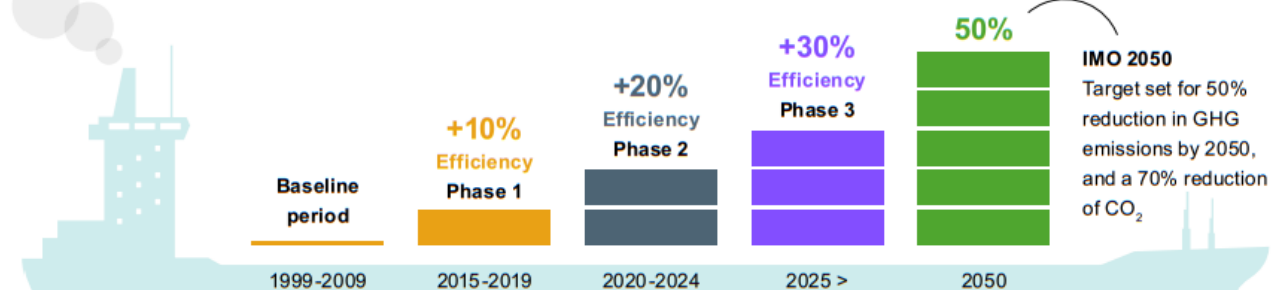 Baseline
period
1999-2009
+10%
Efficiency
Phase 1
2015-2019
+20%
Efficiency
Phase 2
2020-2024
+30%
Efficiency
Phase 3
2025 >
50%
2050
IMO 2050
Target set for 50%
reduction in GHG
emissions by 2050,
and a 70% reduction
of CO₂